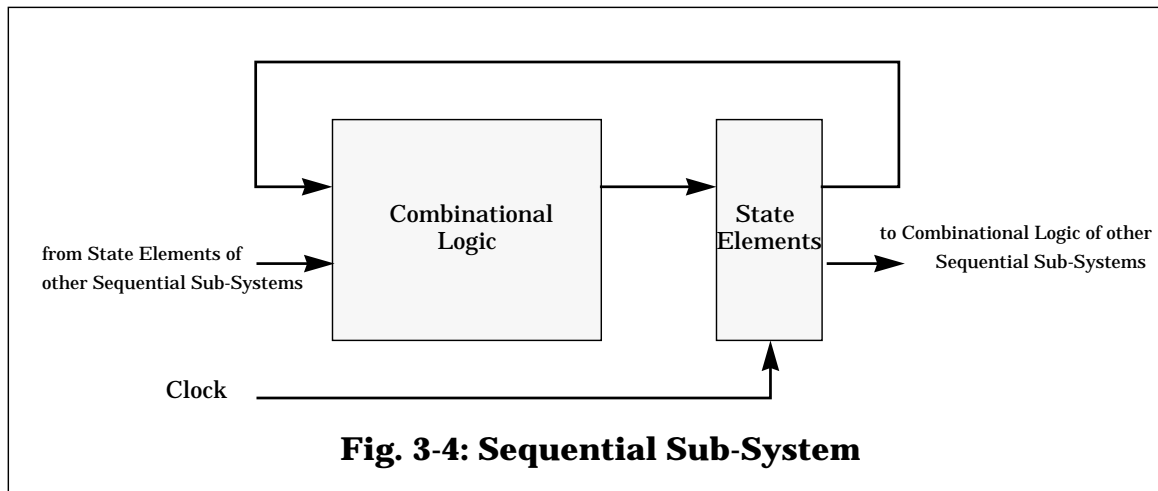 Combinational
Logic
State
Elements
from State Elements of
other Sequential Sub-Systems
to Combinational Logic of other
Sequential Sub-Systems
Clock
Fig. 3-4: Sequential Sub-System